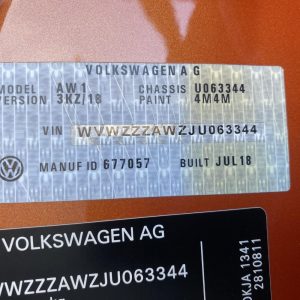 VOLKSWAGEN AG
MODEL AW1 CHASSIS U063344
VERSION 3KZ/18 PAINT 4M4M
VIN WVWZZZAWZJU063344
MANUF ID 677057 BUILT JUL18
VOLKSWAGEN AG
VWZZZAWZJU063344
OKJA 1341
2810811